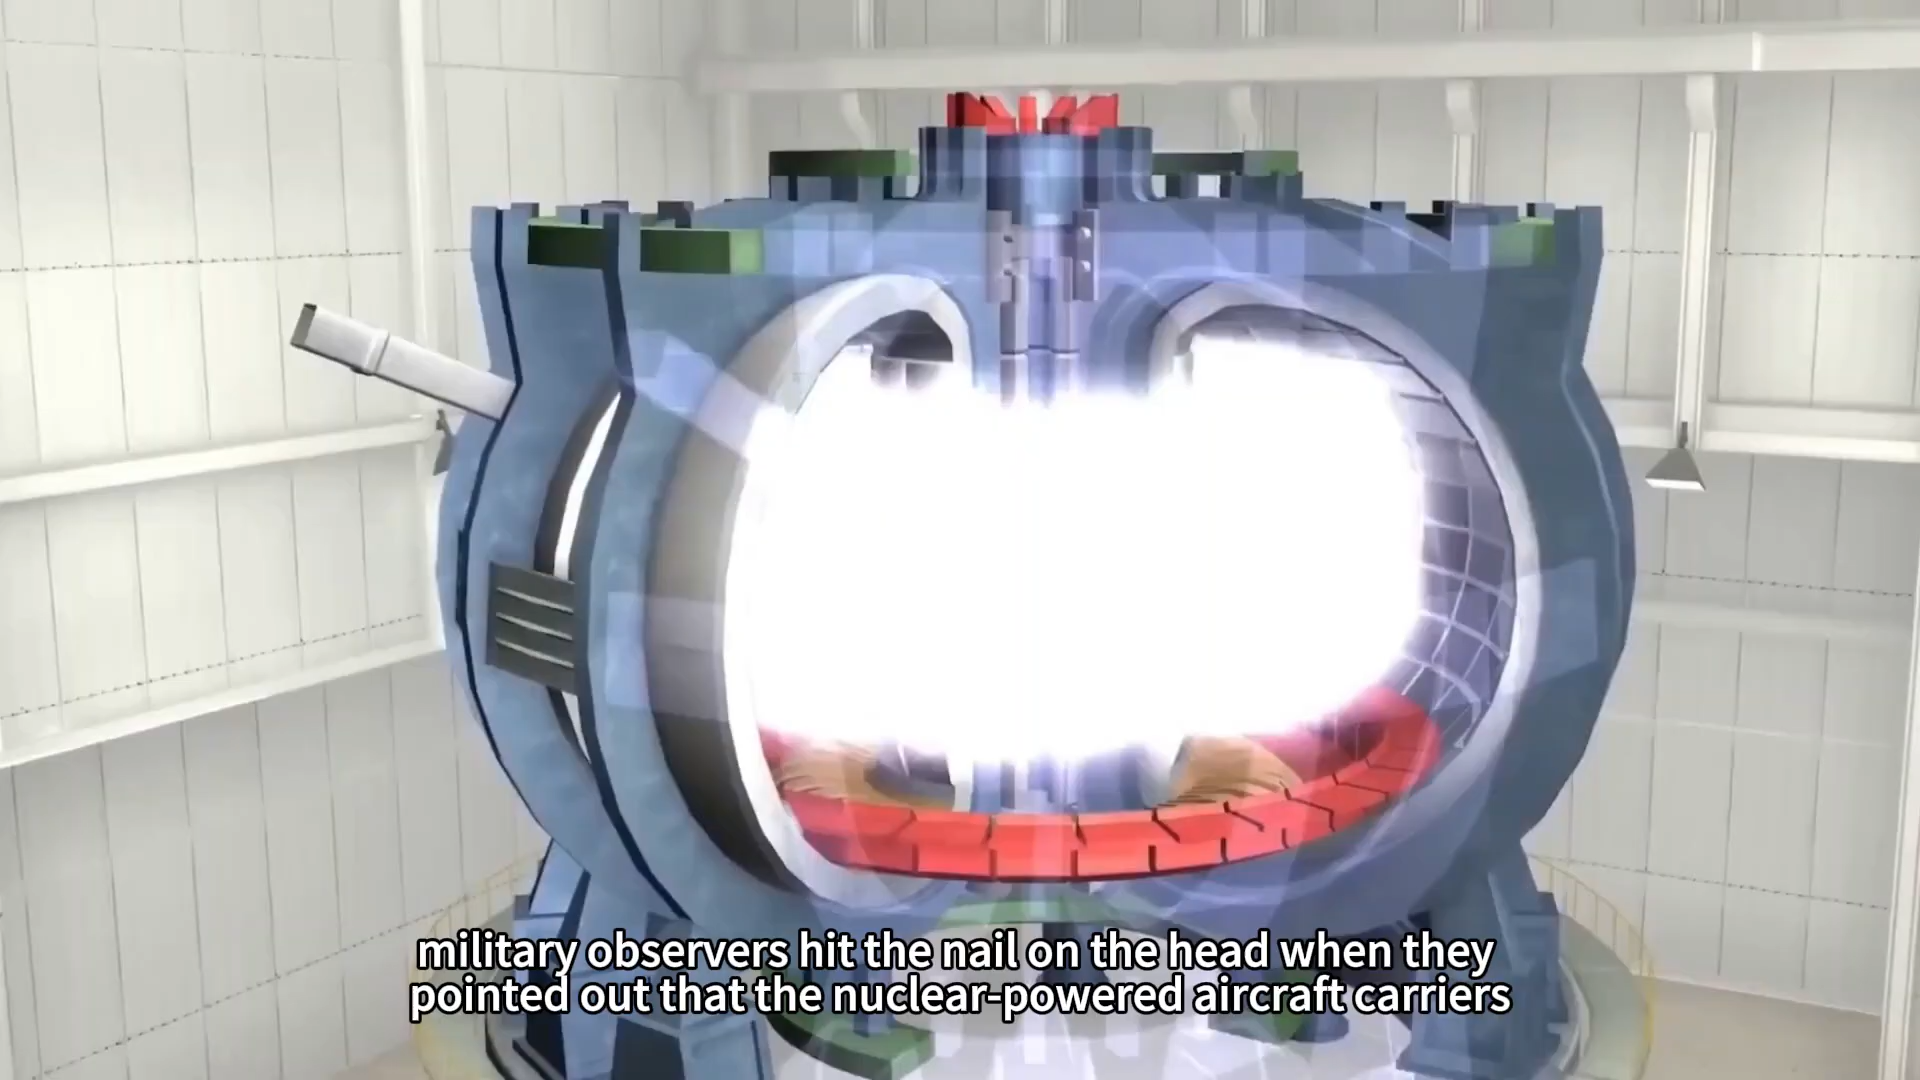 military observers hit the nail on the head when they
pointed out that the nuclear-powered aircraft carriers